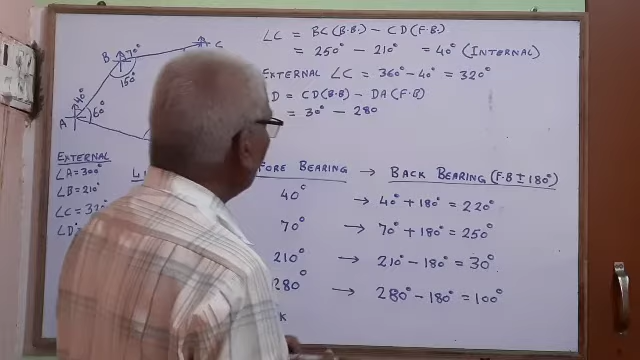 ∠C = BC(B.B) - CD(F.B)
= 250° - 210° = 40° (INTERNAL)
EXTERNAL ∠C = 360° - 40° = 320°
D = CD(B.B) - DA(F.B)
= 30° - 280
B 70° C
150°
40°
A 60°
EXTERNAL
∠A = 300°
∠B = 210°
∠C = 32
∠D =
FORE BEARING → BACK BEARING (F.B ± 180°)
40° → 40° + 180° = 220°
70° → 70° + 180° = 250°
210° → 210° - 180° = 30°
280° → 280° - 180° = 100°
K